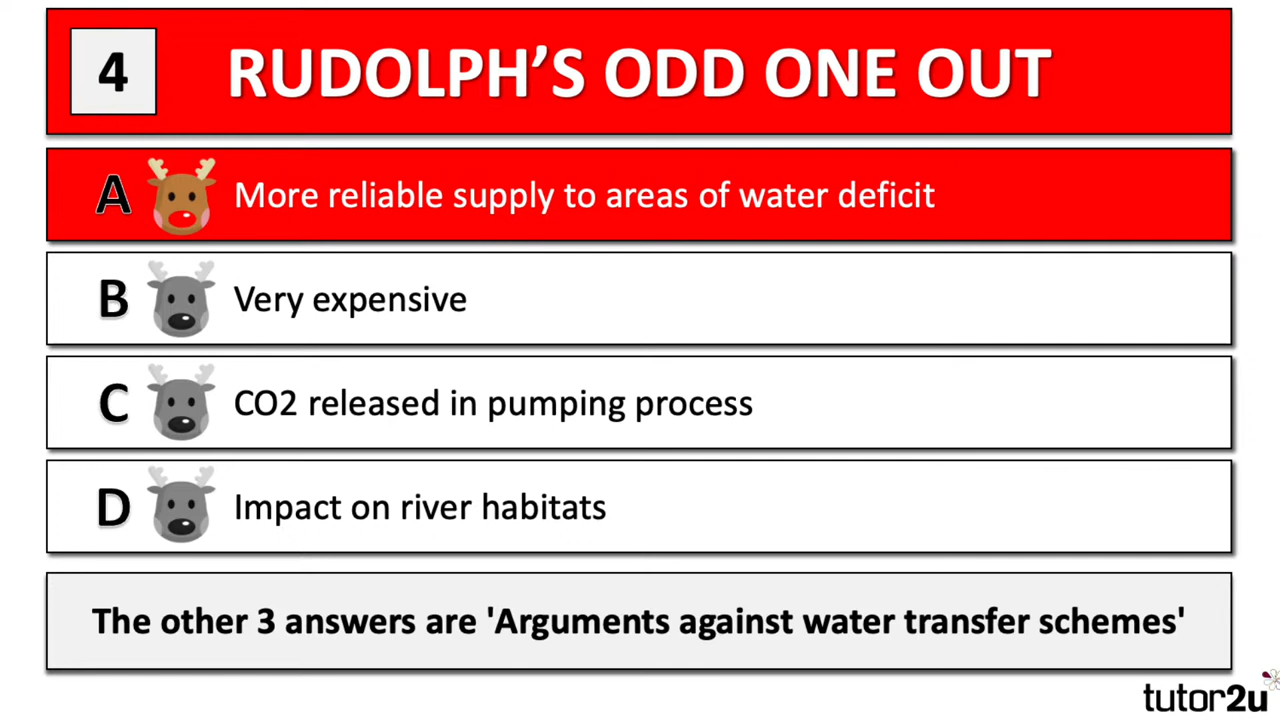 4
RUDOLPH’S ODD ONE OUT
A More reliable supply to areas of water deficit
B Very expensive
C CO2 released in pumping process
D Impact on river habitats
The other 3 answers are 'Arguments against water transfer schemes'
tutor2u